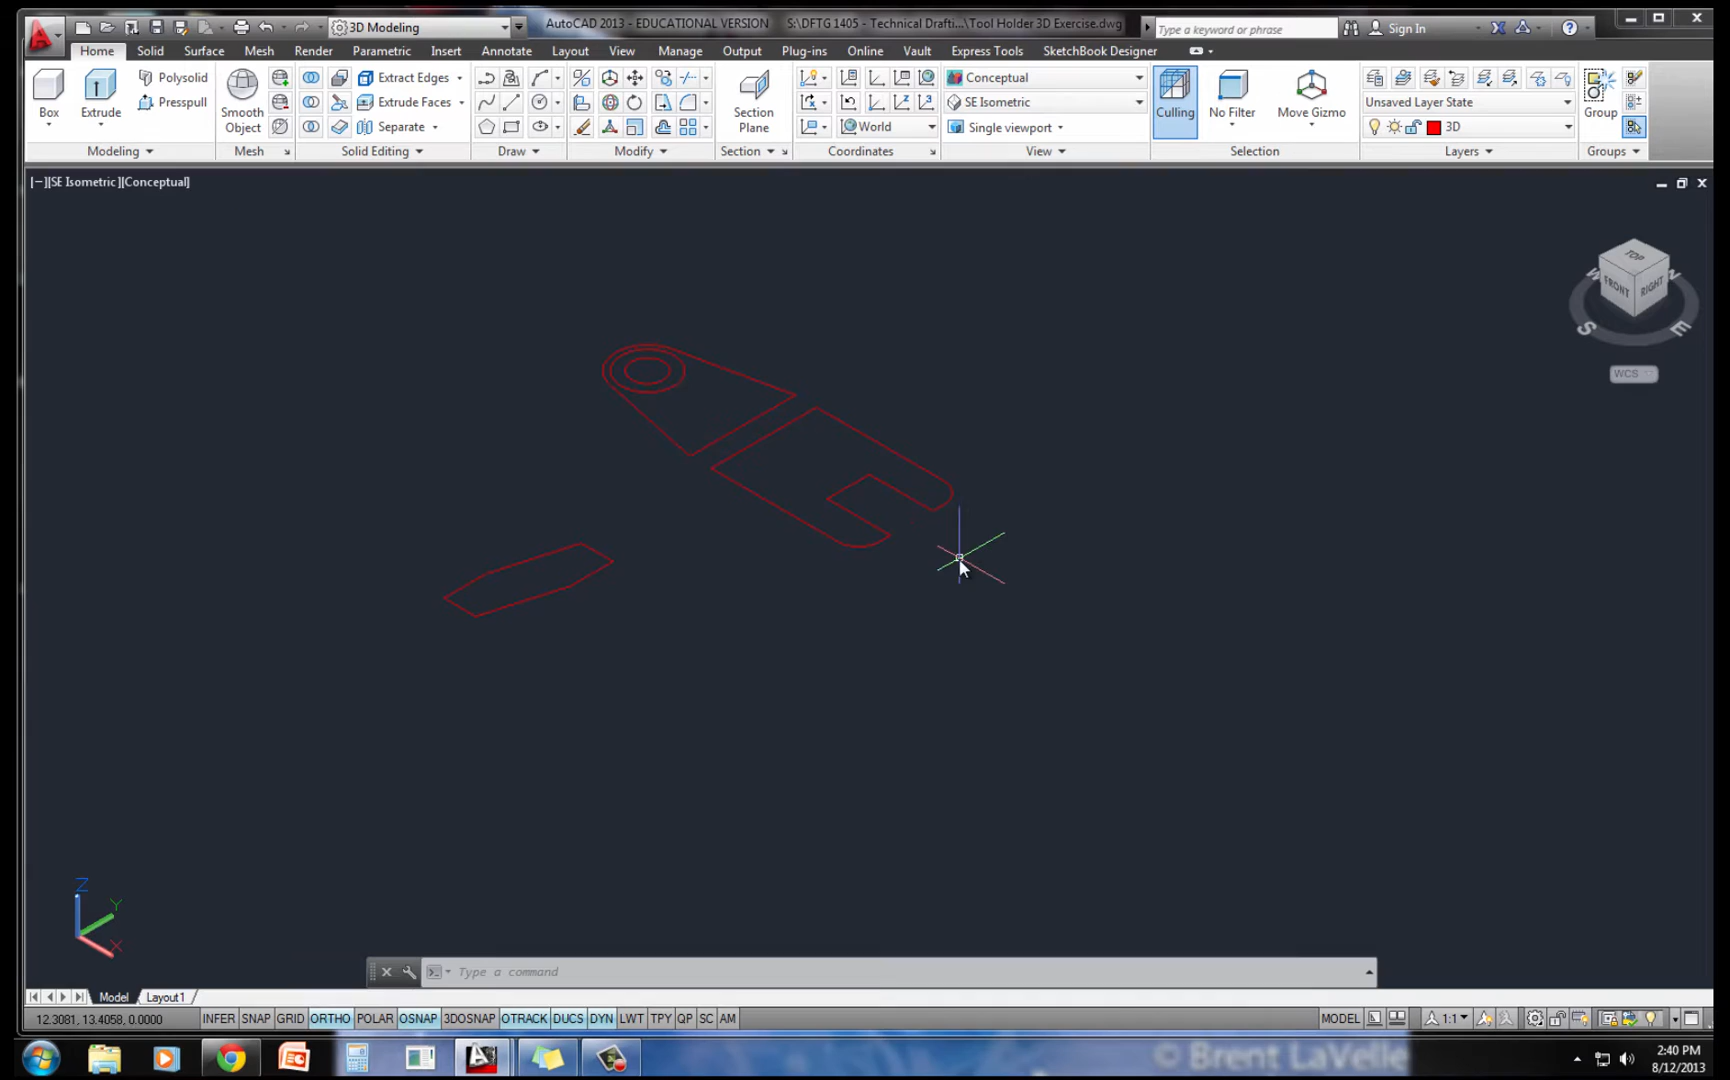 3D Modeling
AutoCAD 2013 - EDUCATIONAL VERSION
S:\DFTG 1405 - Technical Drafti...\Tool Holder 3D Exercise.dwg
Type a keyword or phrase
Sign In
Home
Solid
Surface
Mesh
Render
Parametric
Insert
Annotate
Layout
View
Manage
Output
Plug-ins
Online
Vault
Express Tools
SketchBook Designer
Box
Extrude
Polysolid
Presspull
Smooth Object
Extract Edges
Extrude Faces
Separate
Section Plane
World
Conceptual
SE Isometric
Single viewport
Culling
No Filter
Move Gizmo
Unsaved Layer State
3D
Group
Modeling
Mesh
Solid Editing
Draw
Modify
Section
Coordinates
View
Selection
Layers
Groups
[−][SE Isometric][Conceptual]
TOP
FRONT
RIGHT
W
N
S
E
WCS
Z
Y
X
Type a command
Model
Layout1
12.3081, 13.4058, 0.0000
INFER SNAP GRID ORTHO POLAR OSNAP 3DOSNAP OTRACK DUCS DYN LWT TPY QP SC AM
MODEL
1:1
© Brent LaVelle
2:40 PM
8/12/2013